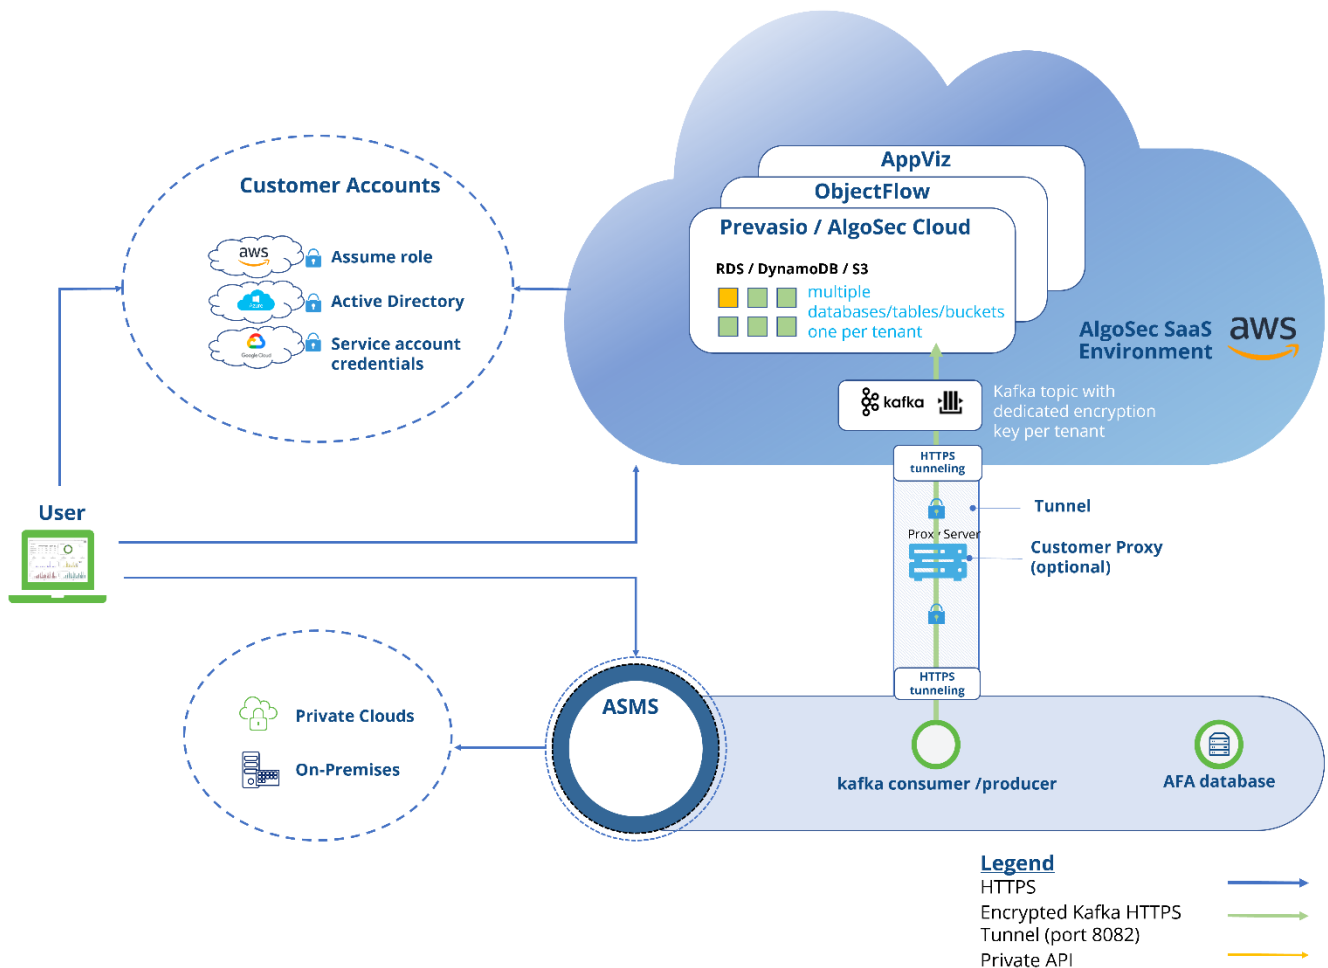 AppViz
ObjectFlow
Prevasio / AlgoSec Cloud
RDS / DynamoDB / S3
multiple
databases/tables/buckets
one per tenant
AlgoSec SaaS
Environment
aws
kafka
Kafka topic with
dedicated encryption
key per tenant
Customer Accounts
aws
Assume role
Azure
Active Directory
Google Cloud
Service account
credentials
User
HTTPS
tunneling
Tunnel
Proxy Server
Customer Proxy
(optional)
HTTPS
tunneling
Private Clouds
On-Premises
ASMS
kafka consumer /producer
AFA database
Legend
HTTPS
Encrypted Kafka HTTPS
Tunnel (port 8082)
Private API